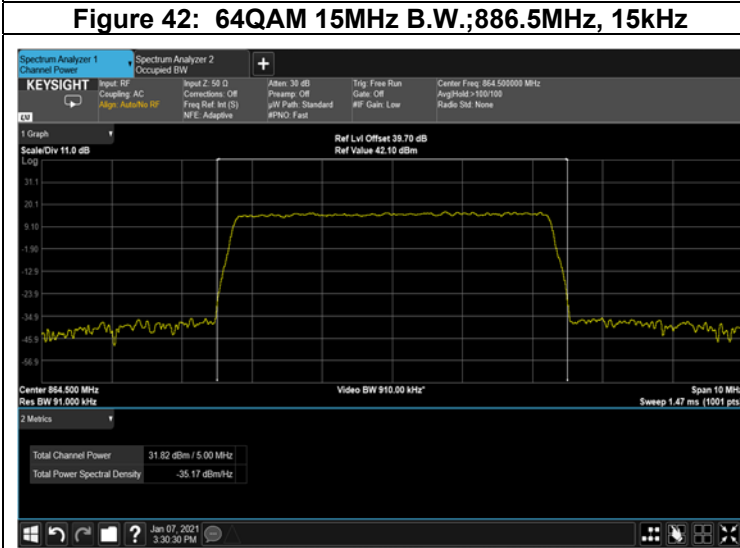 Figure 42: 64QAM 15MHz B.W.;886.5MHz, 15kHz
Spectrum Analyzer 1
Channel Power
Spectrum Analyzer 2
Occupied BW
+
KEYSIGHT
Input: RF
Coupling: AC
Align: Auto/No RF
Input Z: 50 Ω
Corrections: Off
Freq Ref: Int (S)
NFE: Adaptive
Atten: 30 dB
Preamp: Off
µW Path: Standard
#PNO: Fast
Trig: Free Run
Gate: Off
#IF Gain: Low
Center Freq: 864.500000 MHz
Avg|Hold:>100/100
Radio Std: None
1 Graph
Scale/Div 11.0 dB
Ref Lvl Offset 39.70 dB
Ref Value 42.10 dBm
Log
31.1
20.1
9.10
-1.90
-12.9
-23.9
-34.9
-45.9
-56.9
Center 864.500 MHz
Res BW 91.000 kHz
Video BW 910.00 kHz*
Span 10 MHz
Sweep 1.47 ms (1001 pts)
2 Metrics
Total Channel Power 31.82 dBm / 5.00 MHz
Total Power Spectral Density -35.17 dBm/Hz
?
Jan 07, 2021
3:30:30 PM